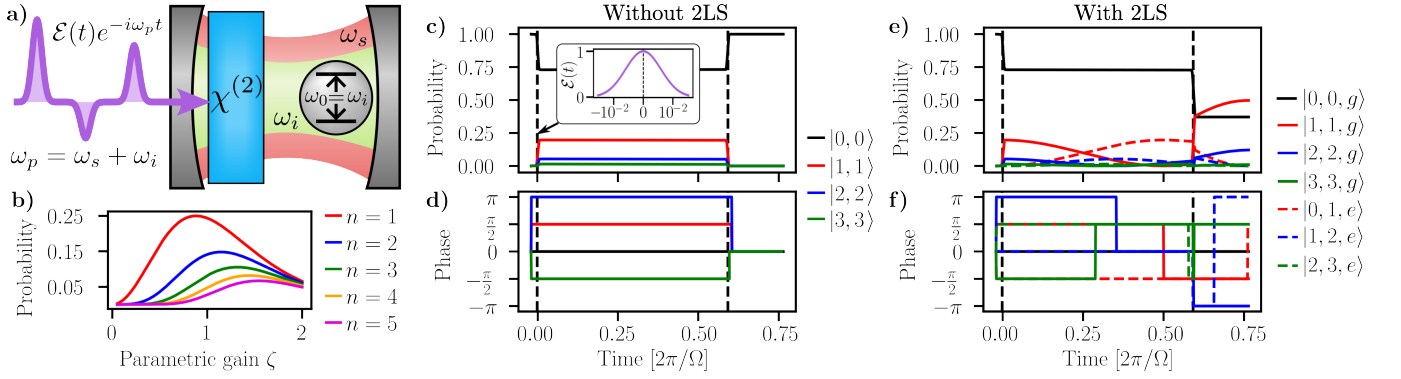 a)
ℰ(t)e^{-iω_p t}
χ^{(2)}
ω_s
ω_0=ω_i
ω_i
ω_p = ω_s + ω_i
b)
Probability
0.25
0.15
0.05
0
1
2
Parametric gain ζ
n = 1
n = 2
n = 3
n = 4
n = 5
Without 2LS
c)
Probability
1.00
0.75
0.50
0.25
0.00
ℰ(t)
1
0
−10^{-2}
0
10^{-2}
|0, 0⟩
|1, 1⟩
|2, 2⟩
|3, 3⟩
d)
Phase
π
π/2
0
−π/2
−π
0.00
0.25
0.50
0.75
Time [2π/Ω]
With 2LS
e)
Probability
1.00
0.75
0.50
0.25
0.00
|0, 0, g⟩
|1, 1, g⟩
|2, 2, g⟩
|3, 3, g⟩
|0, 1, e⟩
|1, 2, e⟩
|2, 3, e⟩
f)
Phase
π
π/2
0
−π/2
−π
0.00
0.25
0.50
0.75
Time [2π/Ω]